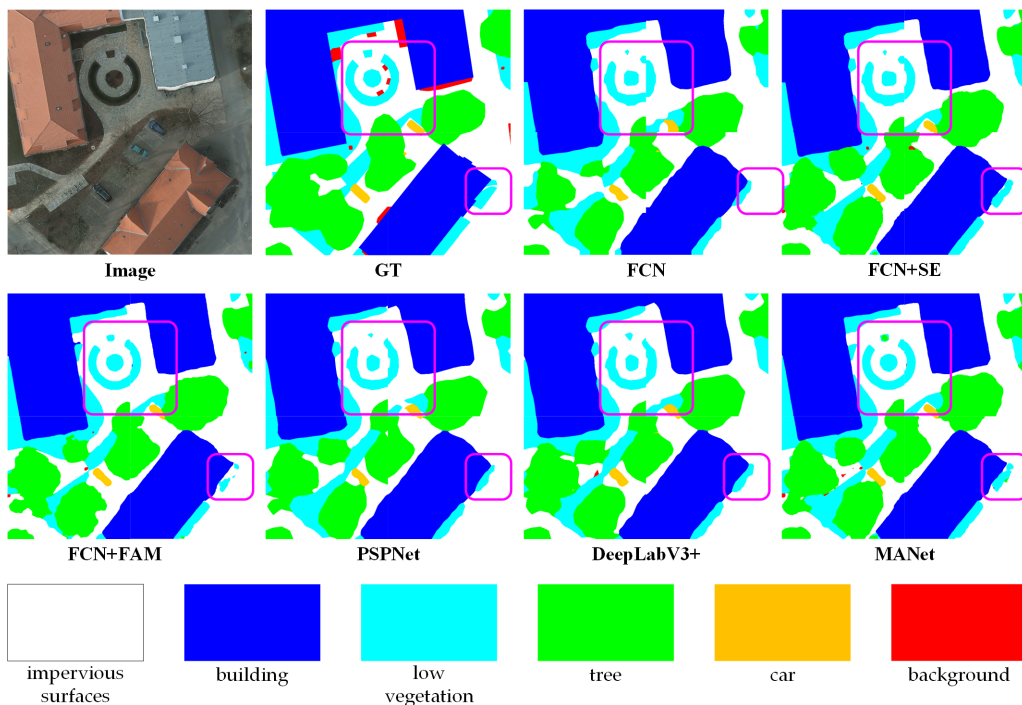 Image
GT
FCN
FCN+SE
FCN+FAM
PSPNet
DeepLabV3+
MANet
impervious
surfaces
building
low
vegetation
tree
car
background